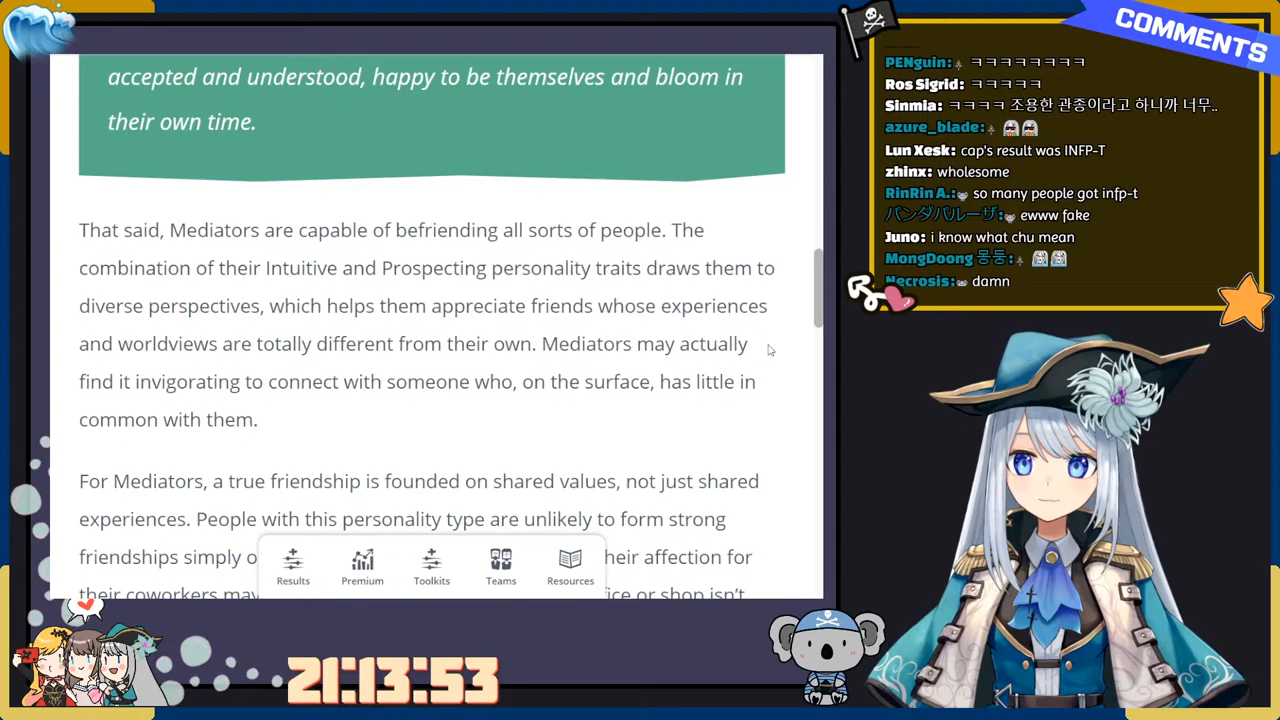 accepted and understood, happy to be themselves and bloom in
their own time.
That said, Mediators are capable of befriending all sorts of people. The
combination of their Intuitive and Prospecting personality traits draws them to
diverse perspectives, which helps them appreciate friends whose experiences
and worldviews are totally different from their own. Mediators may actually
find it invigorating to connect with someone who, on the surface, has little in
common with them.
For Mediators, a true friendship is founded on shared values, not just shared
experiences. People with this personality type are unlikely to form strong
friendships simply o
heir affection for
their coworkers may
fice or shop isn't
Results
Premium
Toolkits
Teams
Resources
21:13:53
COMMENTS
PENguin: ㅋㅋㅋㅋㅋㅋㅋㅋ
Ros Sigrid: ㅋㅋㅋㅋㅋ
Sinmia: ㅋㅋㅋㅋ 조용한 관종이라고 하니까 너무..
azure_blade:
Lun Xesk: cap's result was INFP-T
zhinx: wholesome
RinRin A.: so many people got infp-t
パンダパルーザ: ewww fake
Juno: i know what chu mean
MongDoong 몽둥:
Necrosis: damn